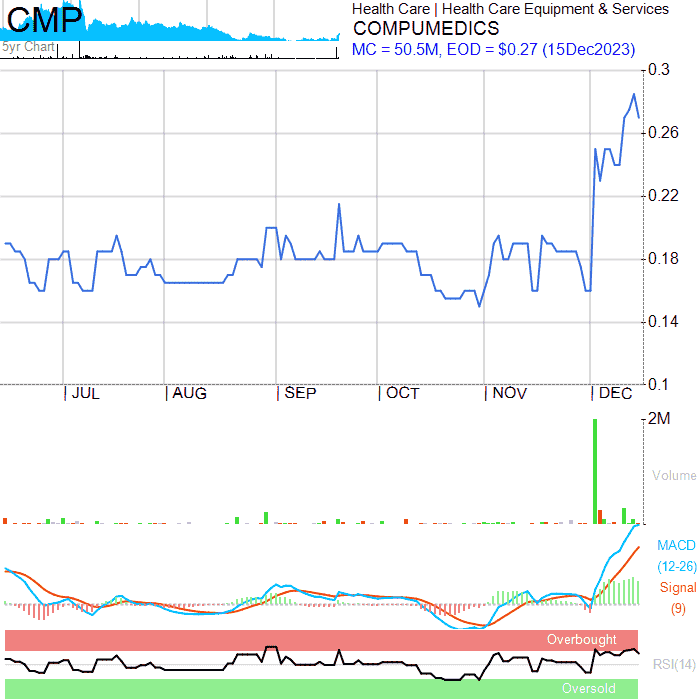 CMP
5yr Chart
Health Care | Health Care Equipment & Services
COMPUMEDICS
MC = 50.5M, EOD = $0.27 (15Dec2023)
0.3
0.26
0.22
0.18
0.14
0.1
JUL AUG SEP OCT NOV DEC
2M
Volume
MACD
(12-26)
Signal
(9)
Overbought
RSI(14)
Oversold